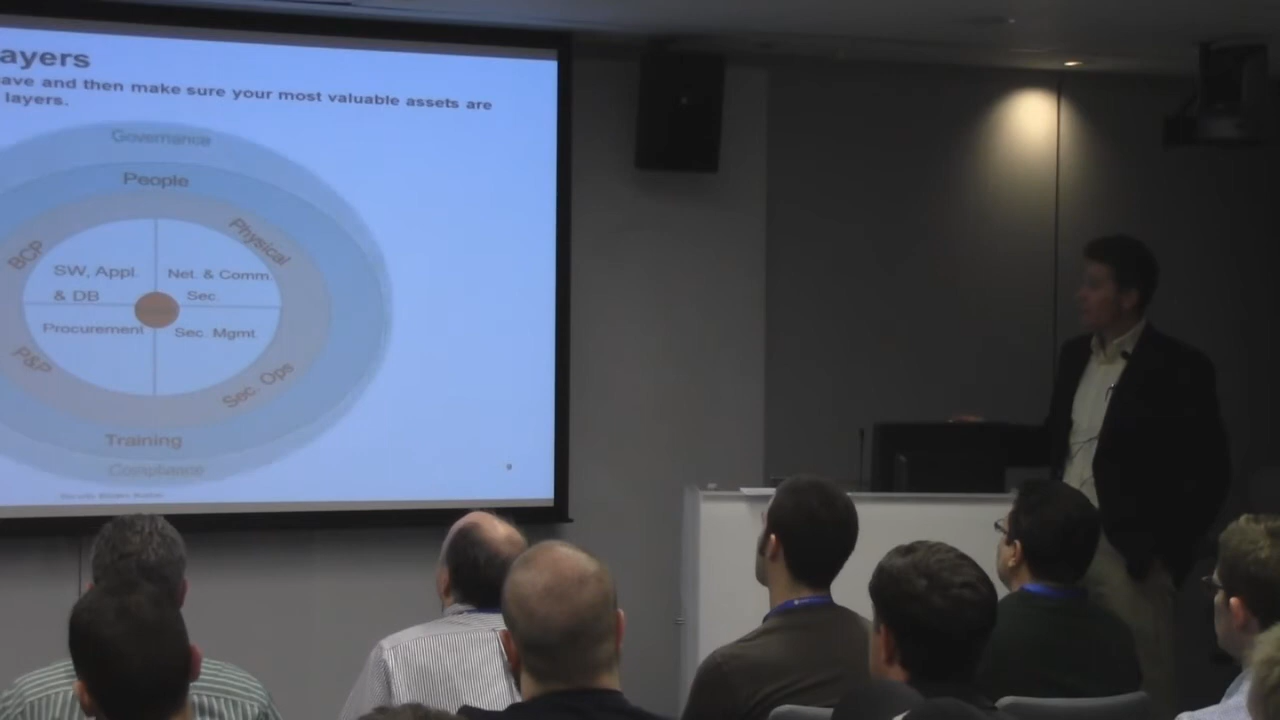 ayers
ave and then make sure your most valuable assets are
layers.
Governance
People
BCP
Physical
SW, Appl.
& DB
Net. & Comm.
Sec.
Procurement
Sec. Mgmt
P&P
Sec. Ops
Training
Compliance
9